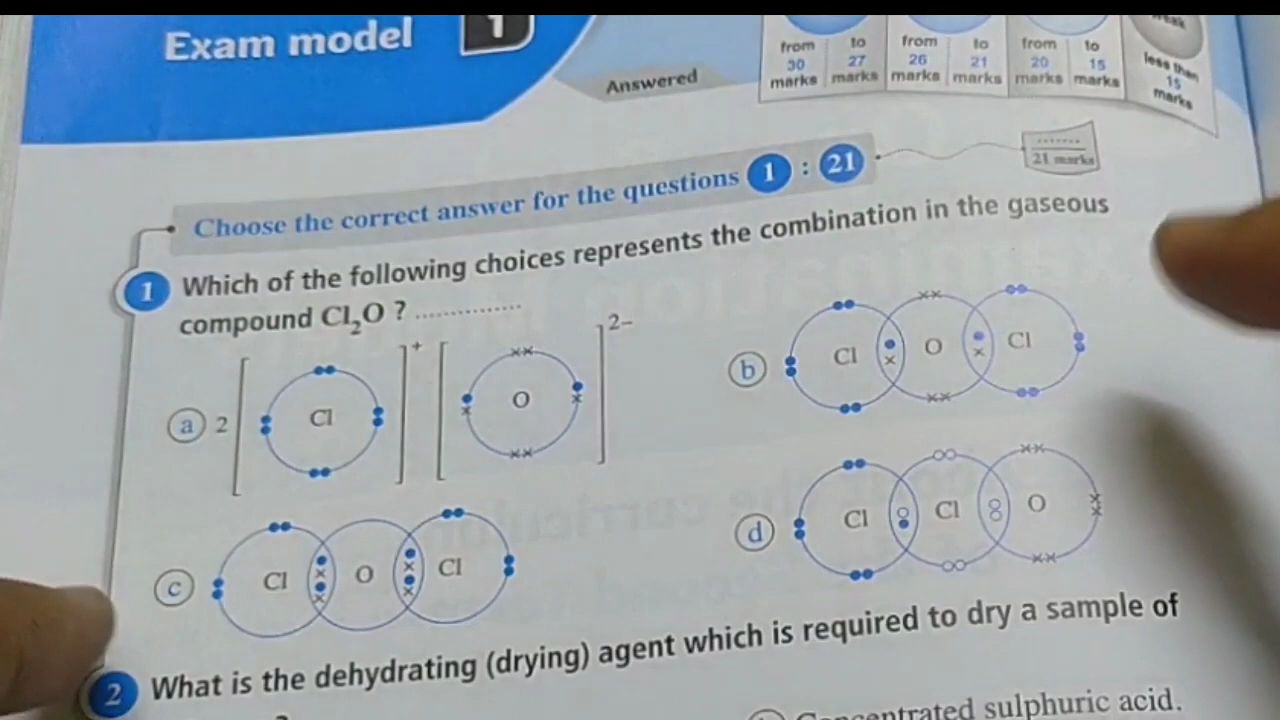 Exam model 1
Answered
from 30 marks to 27 marks from 26 marks to 21 marks from 20 marks to 15 marks less than 15 marks
Choose the correct answer for the questions 1 : 21
21 marks
1 Which of the following choices represents the combination in the gaseous
compound Cl₂O ? ..............
a 2 [ Cl ]⁺ [ O ]²⁻
b Cl O Cl
c Cl O Cl
d Cl Cl O
2 What is the dehydrating (drying) agent which is required to dry a sample of
sulphuric acid.